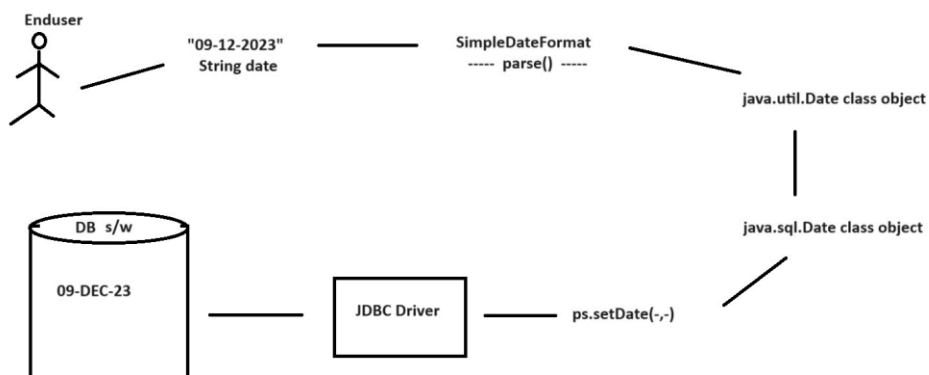 Enduser
"09-12-2023"
String date
SimpleDateFormat
----- parse() -----
java.util.Date class object
java.sql.Date class object
ps.setDate(-,-)
JDBC Driver
DB s/w
09-DEC-23